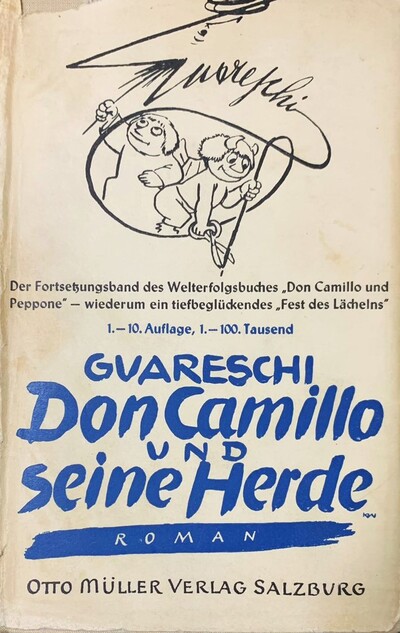 Guareschi
Der Fortsetzungsband des Welterfolgsbuches „Don Camillo und
Peppone“ — wiederum ein tiefbeglückendes „Fest des Lächelns“
1.—10. Auflage, 1.—100. Tausend
GUARESCHI
Don Camillo
UND
seine Herde
ROMAN
OTTO MÜLLER VERLAG SALZBURG